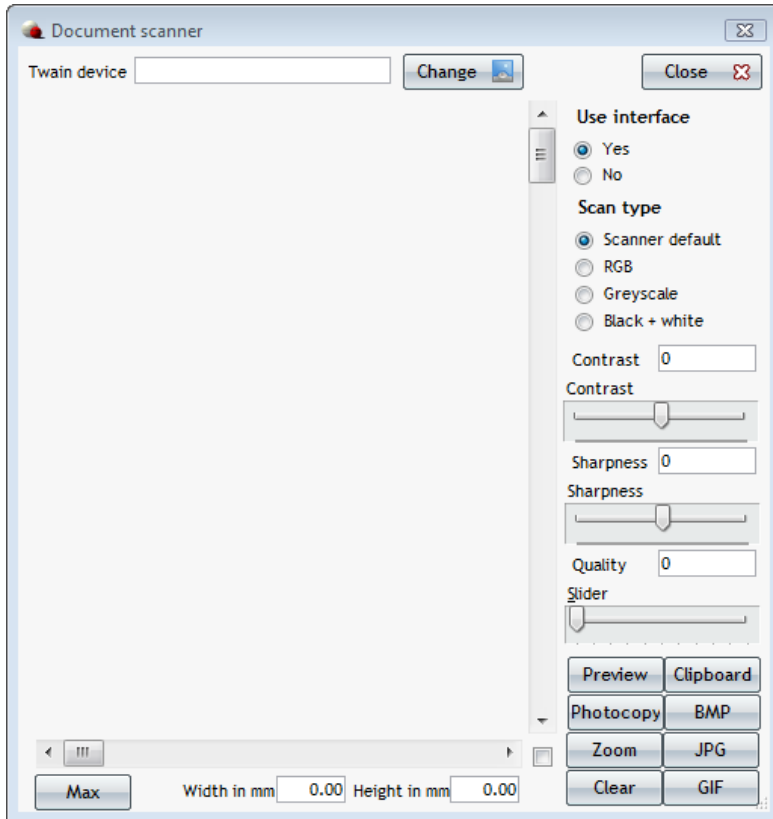 Document scanner
Twain device
Change
Close
Use interface
Yes
No
Scan type
Scanner default
RGB
Greyscale
Black + white
Contrast 0
Contrast
Sharpness 0
Sharpness
Quality 0
Slider
Preview Clipboard
Photocopy BMP
Zoom JPG
Clear GIF
Max Width in mm 0.00 Height in mm 0.00